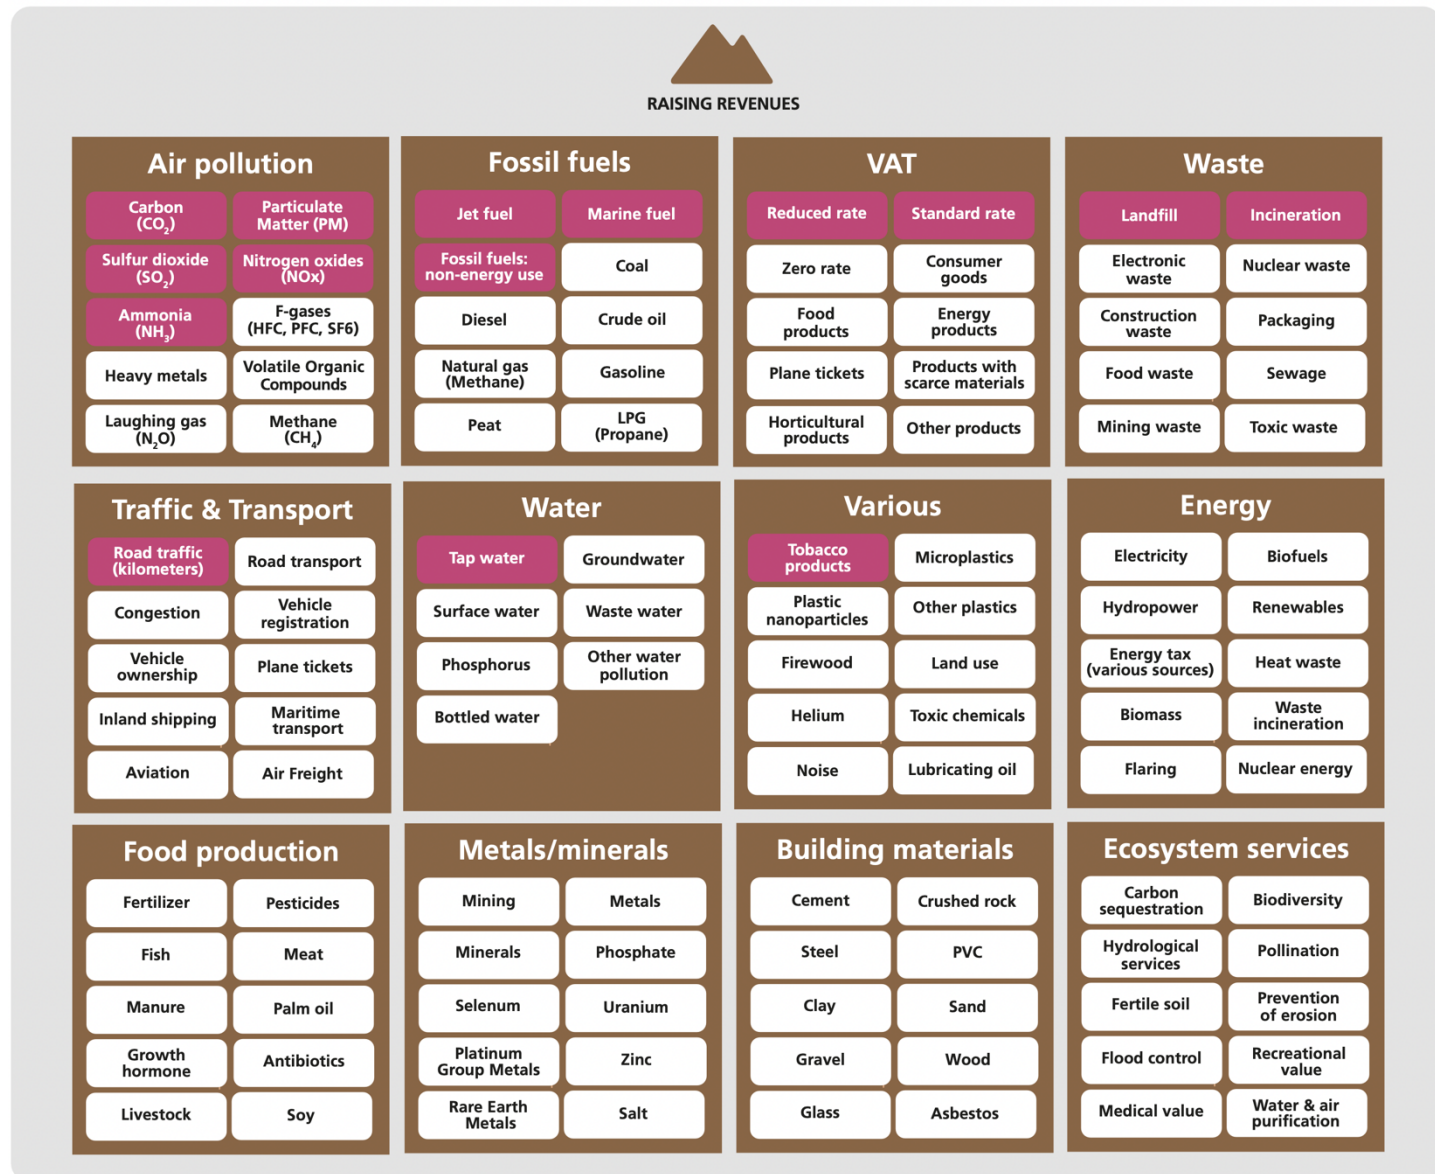 RAISING REVENUES
Air pollution
Carbon
(CO₂)
Particulate
Matter (PM)
Sulfur dioxide
(SO₂)
Nitrogen oxides
(NOx)
Ammonia
(NH₃)
F-gases
(HFC, PFC, SF6)
Heavy metals
Volatile Organic
Compounds
Laughing gas
(N₂O)
Methane
(CH₄)
Fossil fuels
Jet fuel
Marine fuel
Fossil fuels:
non-energy use
Coal
Diesel
Crude oil
Natural gas
(Methane)
Gasoline
Peat
LPG
(Propane)
VAT
Reduced rate
Standard rate
Zero rate
Consumer
goods
Food
products
Energy
products
Plane tickets
Products with
scarce materials
Horticultural
products
Other products
Waste
Landfill
Incineration
Electronic
waste
Nuclear waste
Construction
waste
Packaging
Food waste
Sewage
Mining waste
Toxic waste
Traffic & Transport
Road traffic
(kilometers)
Road transport
Congestion
Vehicle
registration
Vehicle
ownership
Plane tickets
Inland shipping
Maritime
transport
Aviation
Air Freight
Water
Tap water
Groundwater
Surface water
Waste water
Phosphorus
Other water
pollution
Bottled water
Various
Tobacco
products
Microplastics
Plastic
nanoparticles
Other plastics
Firewood
Land use
Helium
Toxic chemicals
Noise
Lubricating oil
Energy
Electricity
Biofuels
Hydropower
Renewables
Energy tax
(various sources)
Heat waste
Biomass
Waste
incineration
Flaring
Nuclear energy
Food production
Fertilizer
Pesticides
Fish
Meat
Manure
Palm oil
Growth
hormone
Antibiotics
Livestock
Soy
Metals/minerals
Mining
Metals
Minerals
Phosphate
Selenum
Uranium
Platinum
Group Metals
Zinc
Rare Earth
Metals
Salt
Building materials
Cement
Crushed rock
Steel
PVC
Clay
Sand
Gravel
Wood
Glass
Asbestos
Ecosystem services
Carbon
sequestration
Biodiversity
Hydrological
services
Pollination
Fertile soil
Prevention
of erosion
Flood control
Recreational
value
Medical value
Water & air
purification